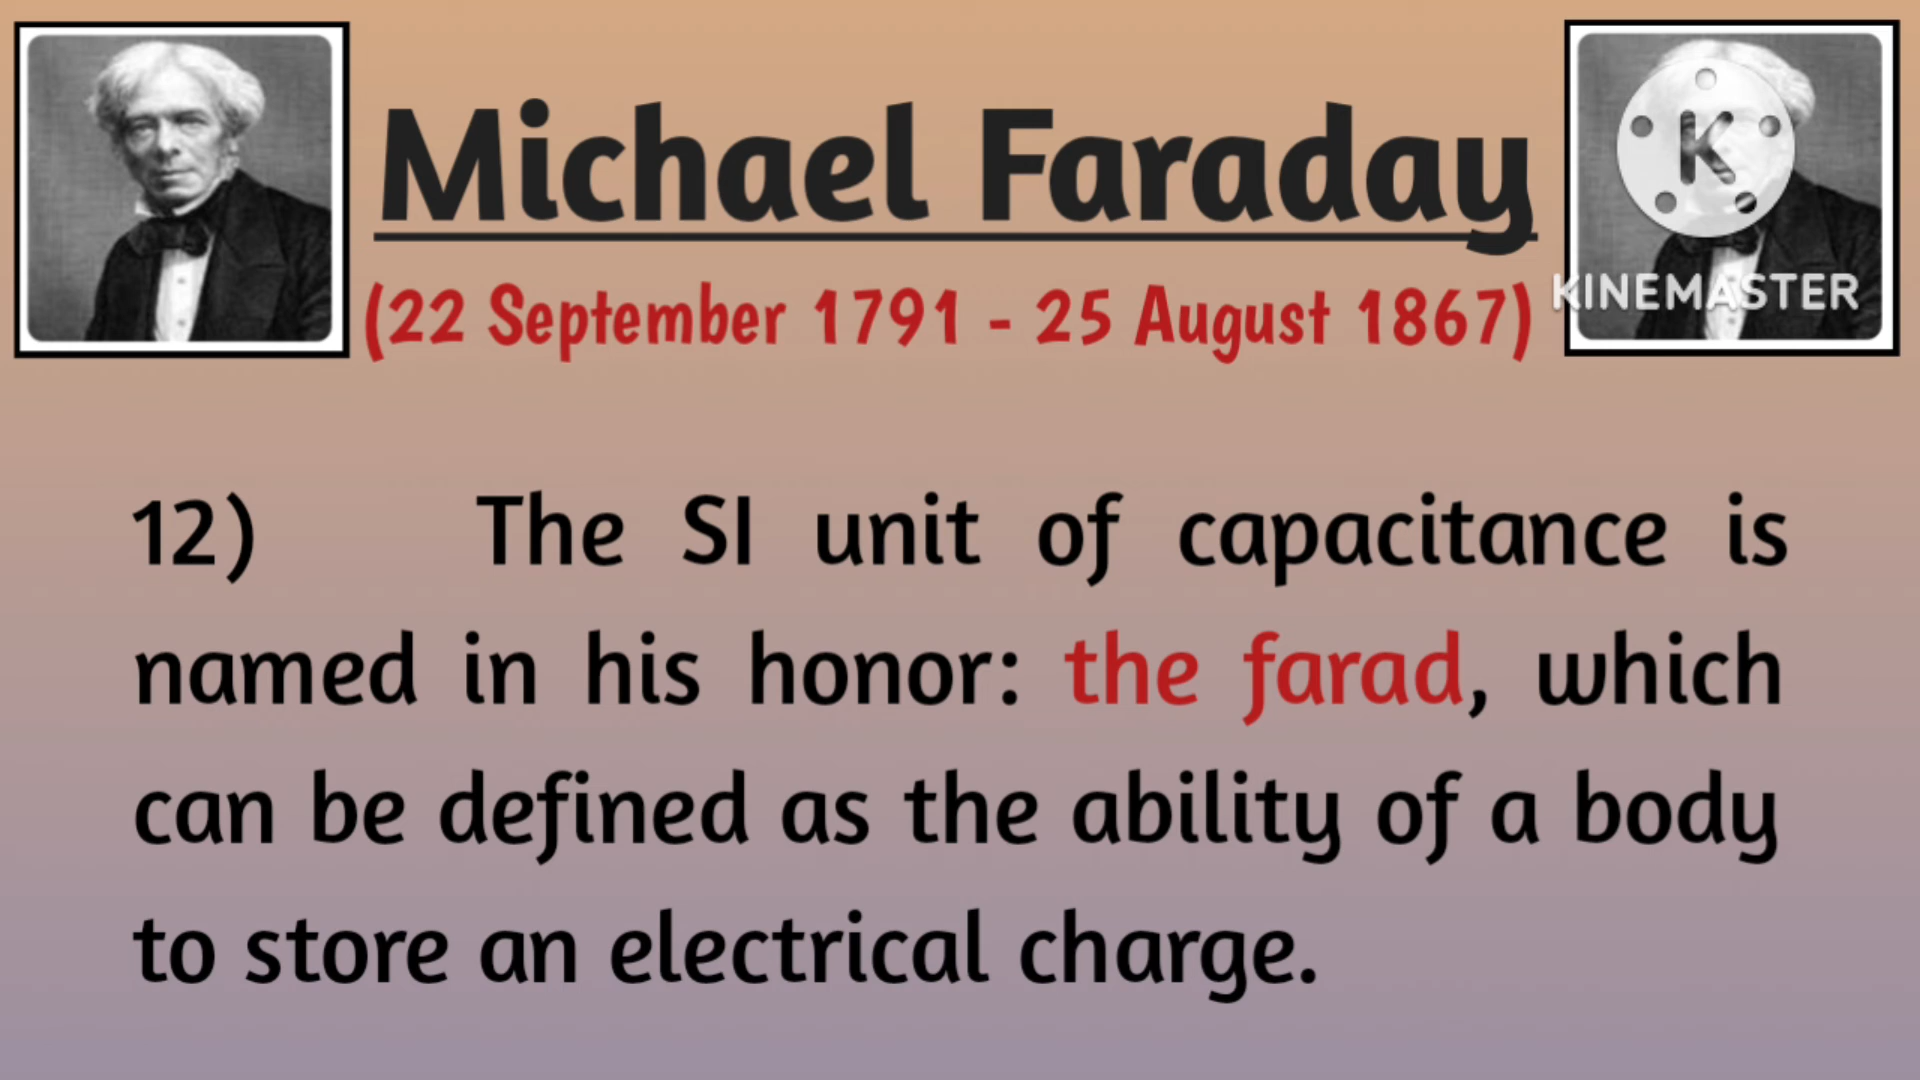 Michael Faraday
(22 September 1791 - 25 August 1867)
K
KINEMASTER
12) The SI unit of capacitance is
named in his honor: the farad, which
can be defined as the ability of a body
to store an electrical charge.